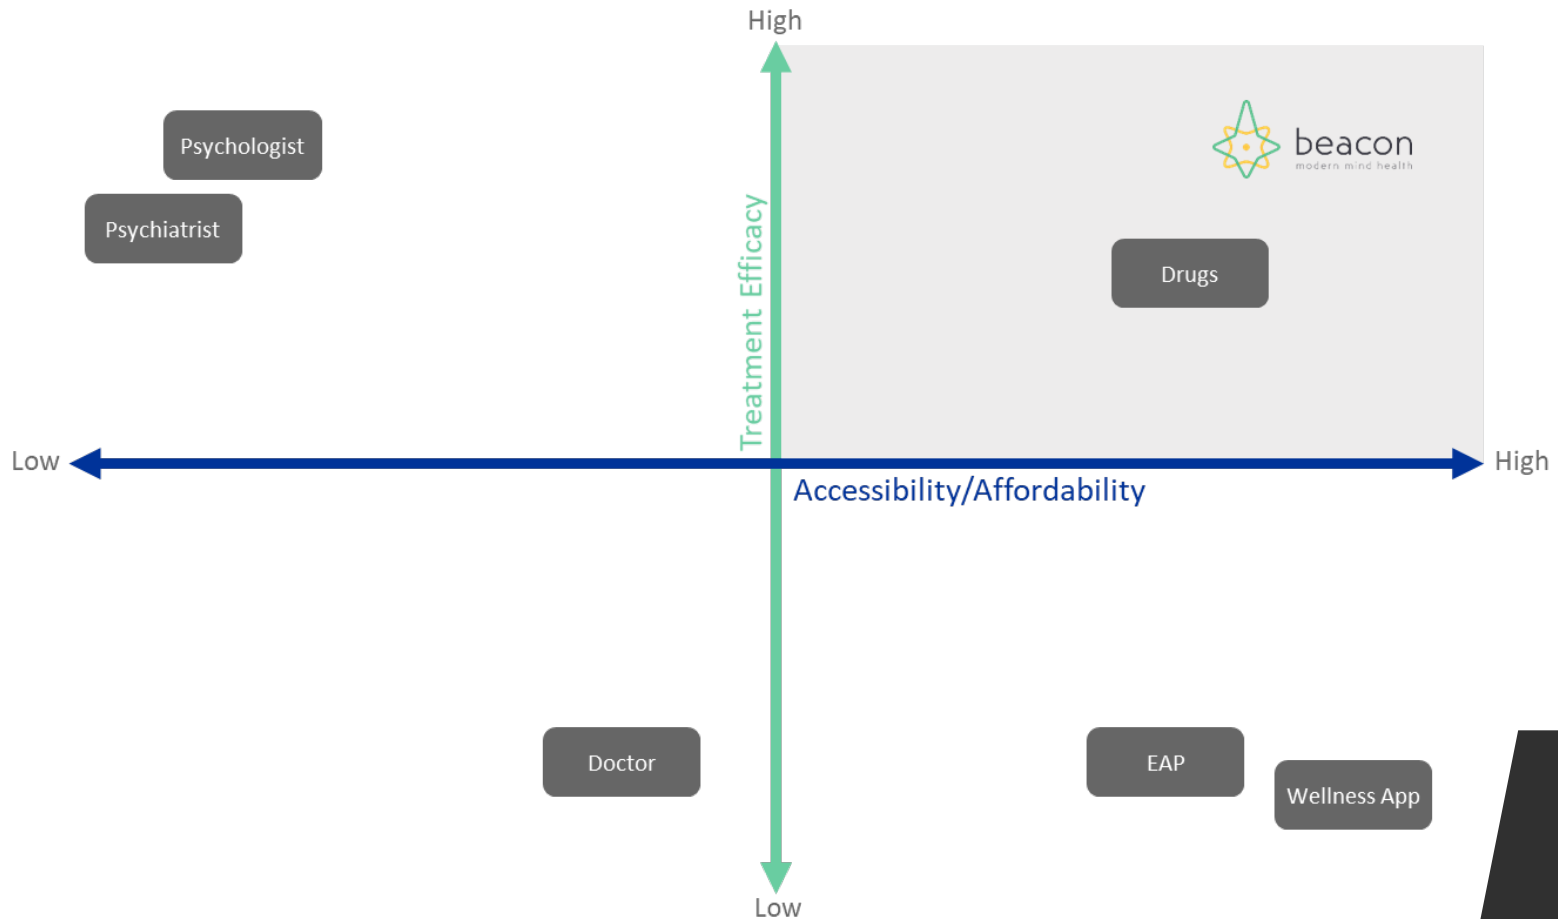 High
Psychologist
beacon
modern mind health
Psychiatrist
Treatment Efficacy
Drugs
Low
High
Accessibility/Affordability
Doctor
EAP
Wellness App
Low